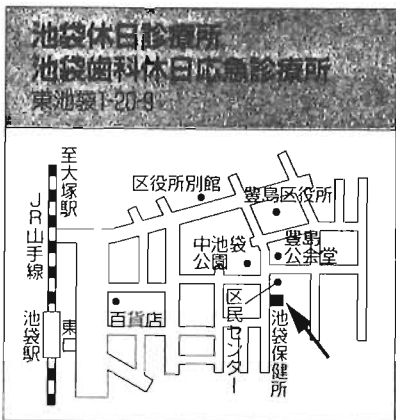 池袋休日診療所
池袋歯科休日応急診療所
東池袋1-20-9
至大塚駅
JR山手線
池袋駅
東口
区役所別館
豊島区役所
中池袋
公園
豊島
公会堂
百貨店
区民センター
池袋保健所